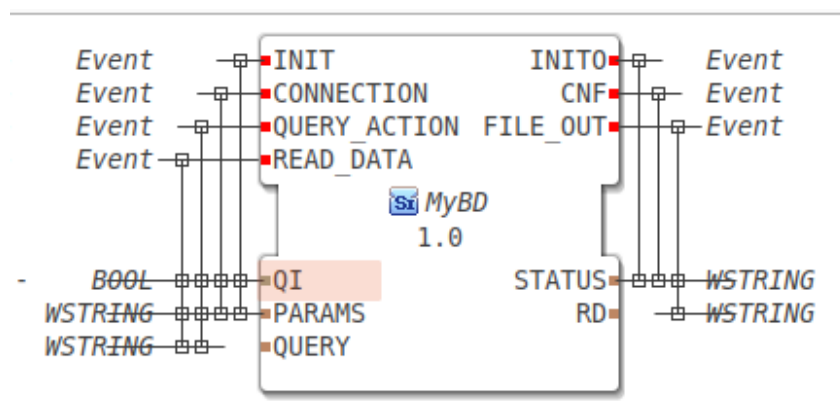 Event INIT INITO Event
Event CONNECTION CNF Event
Event QUERY_ACTION FILE_OUT Event
Event READ_DATA
Si MyBD
1.0
- BOOL QI STATUS WSTRING
WSTRING PARAMS RD WSTRING
WSTRING QUERY